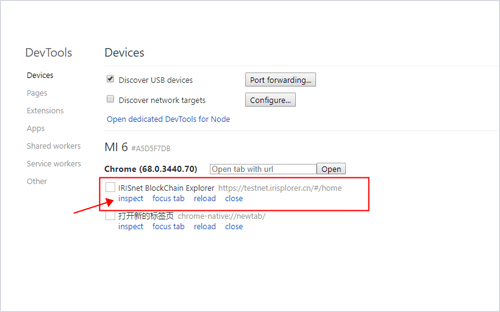 DevTools
Devices
Pages
Extensions
Apps
Shared workers
Service workers
Other
Devices
Discover USB devices
Port forwarding...
Discover network targets
Configure...
Open dedicated DevTools for Node
MI 6 #A5D5F7DB
Chrome (68.0.3440.70) Open tab with url Open
IRISnet BlockChain Explorer https://testnet.irisplorer.cn/#/home
inspect focus tab reload close
打开新的标签页 chrome-native://newtab/
inspect focus tab reload close